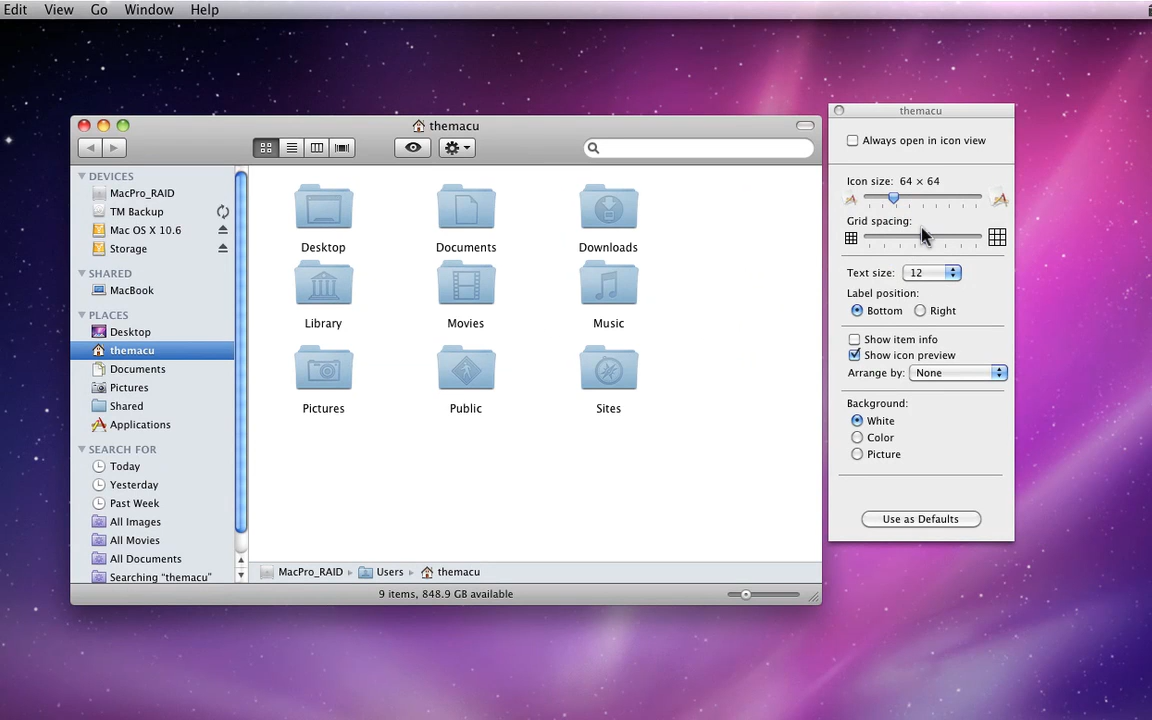 Edit View Go Window Help
themacu
DEVICES
MacPro_RAID
TM Backup
Mac OS X 10.6
Storage
SHARED
MacBook
PLACES
Desktop
themacu
Documents
Pictures
Shared
Applications
SEARCH FOR
Today
Yesterday
Past Week
All Images
All Movies
All Documents
Searching “themacu”
Desktop Documents Downloads
Library Movies Music
Pictures Public Sites
MacPro_RAID ▸ Users ▸ themacu
9 items, 848.9 GB available
themacu
Always open in icon view
Icon size: 64 × 64
Grid spacing:
Text size: 12
Label position:
Bottom Right
Show item info
Show icon preview
Arrange by: None
Background:
White
Color
Picture
Use as Defaults